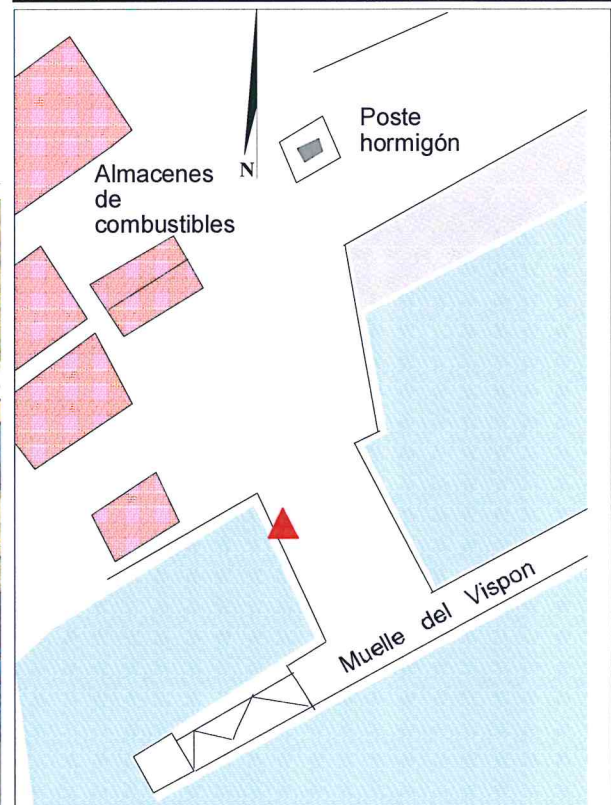 Poste
hormigón
Almacenes
de
combustibles
N
Muelle del Vispon